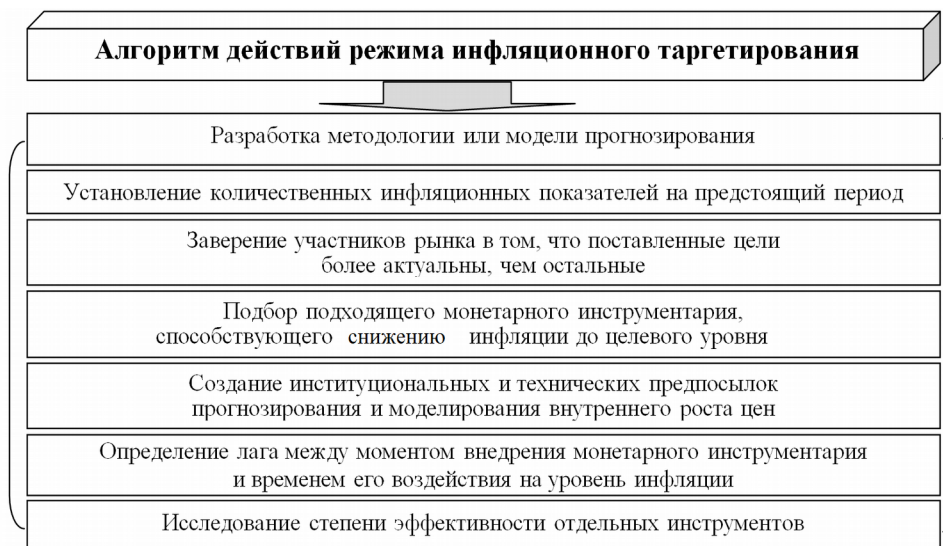 Алгоритм действий режима инфляционного таргетирования
Разработка методологии или модели прогнозирования
Установление количественных инфляционных показателей на предстоящий период
Заверение участников рынка в том, что поставленные цели
более актуальны, чем остальные
Подбор подходящего монетарного инструментария,
способствующего снижению инфляции до целевого уровня
Создание институциональных и технических предпосылок
прогнозирования и моделирования внутреннего роста цен
Определение лага между моментом внедрения монетарного инструментария
и временем его воздействия на уровень инфляции
Исследование степени эффективности отдельных инструментов